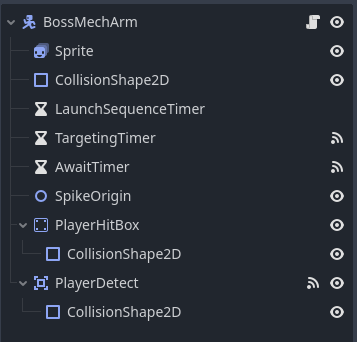 BossMechArm
Sprite
CollisionShape2D
LaunchSequenceTimer
TargetingTimer
AwaitTimer
SpikeOrigin
PlayerHitBox
CollisionShape2D
PlayerDetect
CollisionShape2D